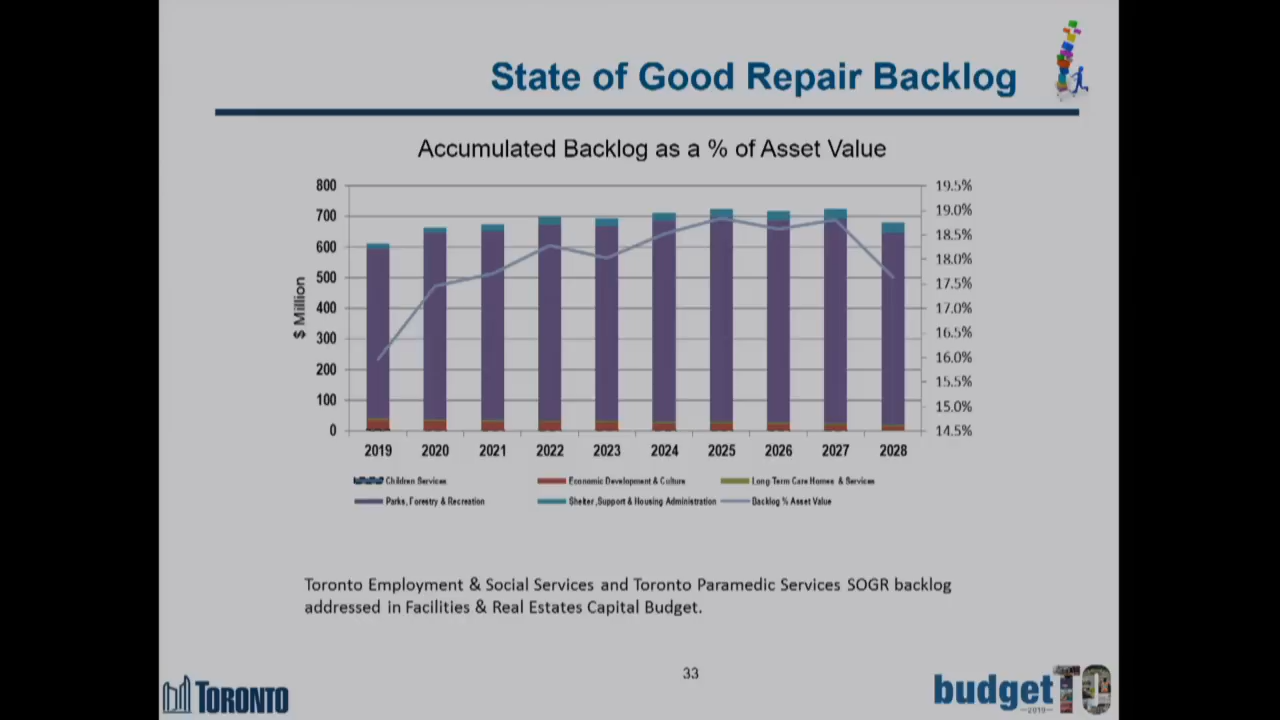 State of Good Repair Backlog
Accumulated Backlog as a % of Asset Value
$ Million
800
700
600
500
400
300
200
100
0
19.5%
19.0%
18.5%
18.0%
17.5%
17.0%
16.5%
16.0%
15.5%
15.0%
14.5%
2019 2020 2021 2022 2023 2024 2025 2026 2027 2028
Children Services Economic Development & Culture Long Term Care Homes & Services
Parks, Forestry & Recreation Shelter, Support & Housing Administration Backlog % Asset Value
Toronto Employment & Social Services and Toronto Paramedic Services SOGR backlog
addressed in Facilities & Real Estates Capital Budget.
33
TORONTO
budgetTO
2019